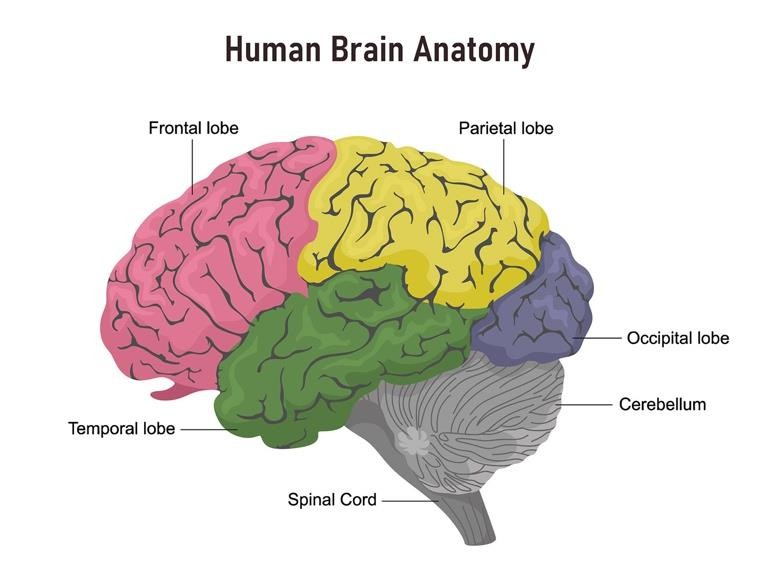 Human Brain Anatomy
Frontal lobe
Parietal lobe
Occipital lobe
Cerebellum
Temporal lobe
Spinal Cord